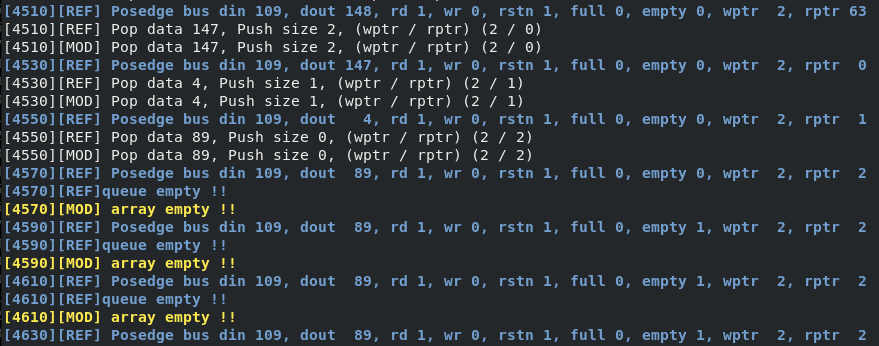 [4510][REF] Posedge bus din 109, dout 148, rd 1, wr 0, rstn 1, full 0, empty 0, wptr  2, rptr 63
[4510][REF] Pop data 147, Push size 2, (wptr / rptr) (2 / 0)
[4510][MOD] Pop data 147, Push size 2, (wptr / rptr) (2 / 0)
[4530][REF] Posedge bus din 109, dout 147, rd 1, wr 0, rstn 1, full 0, empty 0, wptr  2, rptr  0
[4530][REF] Pop data 4, Push size 1, (wptr / rptr) (2 / 1)
[4530][MOD] Pop data 4, Push size 1, (wptr / rptr) (2 / 1)
[4550][REF] Posedge bus din 109, dout   4, rd 1, wr 0, rstn 1, full 0, empty 0, wptr  2, rptr  1
[4550][REF] Pop data 89, Push size 0, (wptr / rptr) (2 / 2)
[4550][MOD] Pop data 89, Push size 0, (wptr / rptr) (2 / 2)
[4570][REF] Posedge bus din 109, dout  89, rd 1, wr 0, rstn 1, full 0, empty 0, wptr  2, rptr  2
[4570][REF]queue empty !!
[4570][MOD] array empty !!
[4590][REF] Posedge bus din 109, dout  89, rd 1, wr 0, rstn 1, full 0, empty 1, wptr  2, rptr  2
[4590][REF]queue empty !!
[4590][MOD] array empty !!
[4610][REF] Posedge bus din 109, dout  89, rd 1, wr 0, rstn 1, full 0, empty 1, wptr  2, rptr  2
[4610][REF]queue empty !!
[4610][MOD] array empty !!
[4630][REF] Posedge bus din 109, dout  89, rd 1, wr 0, rstn 1, full 0, empty 1, wptr  2, rptr  2